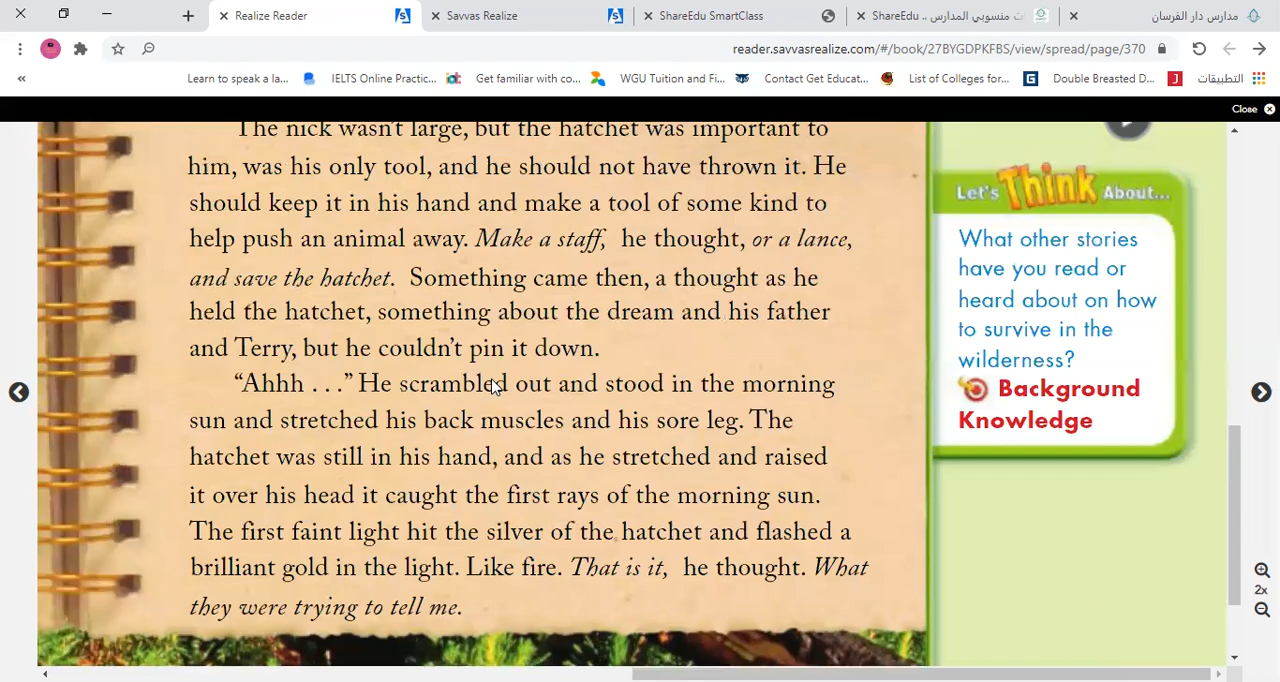 Realize Reader
Savvas Realize
ShareEdu SmartClass
ت منسوبي المدارس .. ShareEdu
مدارس دار الفرسان
reader.savvasrealize.com/#/book/27BYGDPKFBS/view/spread/page/370
«
Learn to speak a la...
IELTS Online Practic...
Get familiar with co...
WGU Tuition and Fi...
Contact Get Educat...
List of Colleges for...
Double Breasted D...
التطبيقات
Close
The nick wasn't large, but the hatchet was important to
him, was his only tool, and he should not have thrown it. He
should keep it in his hand and make a tool of some kind to
help push an animal away. Make a staff, he thought, or a lance,
and save the hatchet. Something came then, a thought as he
held the hatchet, something about the dream and his father
and Terry, but he couldn't pin it down.
“Ahhh . . .” He scrambled out and stood in the morning
sun and stretched his back muscles and his sore leg. The
hatchet was still in his hand, and as he stretched and raised
it over his head it caught the first rays of the morning sun.
The first faint light hit the silver of the hatchet and flashed a
brilliant gold in the light. Like fire. That is it, he thought. What
they were trying to tell me.
Let's Think About...
What other stories
have you read or
heard about on how
to survive in the
wilderness?
Background
Knowledge
2x